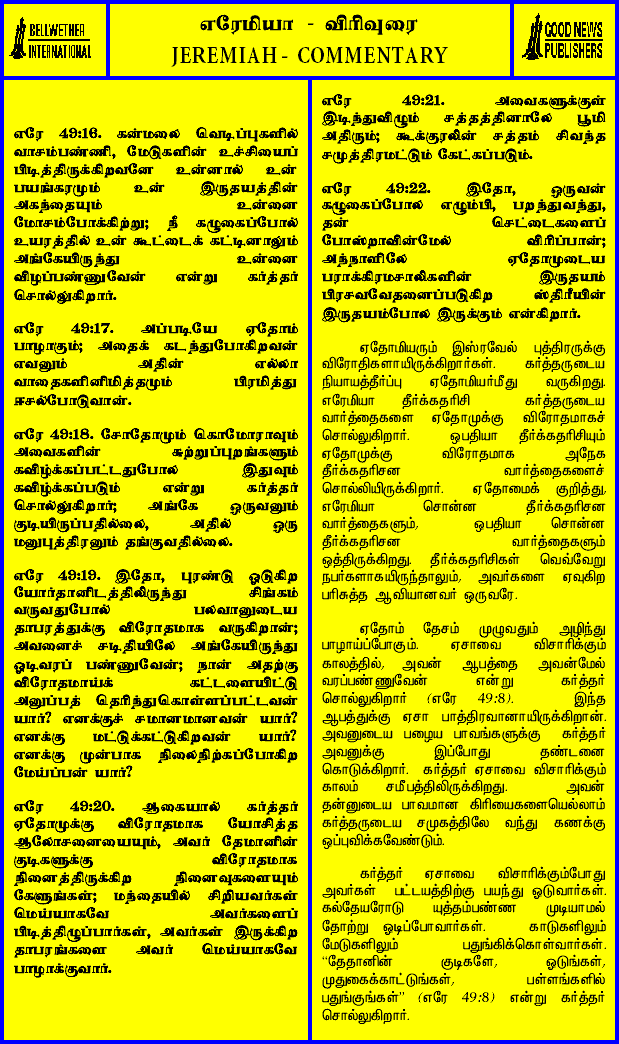 BELLWETHER
INTERNATIONAL
எரேமியா - விரிவுரை
JEREMIAH - COMMENTARY
GOOD NEWS
PUBLISHERS
எரே 49:16. கன்மலை வெடிப்புகளில்
வாசம்பண்ணி, மேடுகளின் உச்சியைப்
பிடித்திருக்கிறவனே உன்னால் உன்
பயங்கரமும் உன் இருதயத்தின்
அகந்தையும் உன்னை
மோசம்போக்கிற்று; நீ கழுகைப்போல்
உயரத்தில் உன் கூட்டைக் கட்டினாலும்
அங்கேயிருந்து உன்னை
விழப்பண்ணுவேன் என்று கர்த்தர்
சொல்லுகிறார்.
எரே 49:17. அப்படியே ஏதோம்
பாழாகும்; அதைக் கடந்துபோகிறவன்
எவனும் அதின் எல்லா
வாதைகளினிமித்தமும் பிரமித்து
ஈசல்போடுவான்.
எரே 49:18. சோதோமும் கொமோராவும்
அவைகளின் சுற்றுப்புறங்களும்
கவிழ்க்கப்பட்டதுபோல் இதுவும்
கவிழ்க்கப்படும் என்று கர்த்தர்
சொல்லுகிறார்; அங்கே ஒருவனும்
குடியிருப்பதில்லை, அதில் ஒரு
மனுபுத்திரனும் தங்குவதில்லை.
எரே 49:19. இதோ, புரண்டு ஓடுகிற
யோர்தானிடத்திலிருந்து சிங்கம்
வருவதுபோல் பலவானுடைய
தாபரத்துக்கு விரோதமாக வருகிறான்;
அவனைச் சடிதியிலே அங்கேயிருந்து
ஓடிவரப் பண்ணுவேன்; நான் அதற்கு
விரோதமாய்க் கட்டளையிட்டு
அனுப்பத் தெரிந்துகொள்ளப்பட்டவன்
யார்? எனக்குச் சமானமானவன் யார்?
எனக்கு மட்டுக்கட்டுகிறவன் யார்?
எனக்கு முன்பாக நிலைநிற்கப்போகிற
மேய்ப்பன் யார்?
எரே 49:20. ஆகையால் கர்த்தர்
ஏதோமுக்கு விரோதமாக யோசித்த
ஆலோசனையையும், அவர் தேமானின்
குடிகளுக்கு விரோதமாக
நினைத்திருக்கிற நினைவுகளையும்
கேளுங்கள்; மந்தையில் சிறியவர்கள்
மெய்யாகவே அவர்களைப்
பிடித்திழுப்பார்கள், அவர்கள் இருக்கிற
தாபரங்களை அவர் மெய்யாகவே
பாழாக்குவார்.
எரே 49:21. அவைகளுக்குள்
இடிந்துவிழும் சத்தத்தினாலே பூமி
அதிரும்; கூக்குரலின் சத்தம் சிவந்த
சமுத்திரமட்டும் கேட்கப்படும்.
எரே 49:22. இதோ, ஒருவன்
கழுகைப்போல் எழும்பி, பறந்துவந்து,
தன் செட்டைகளைப்
போஸ்றாவின்மேல் விரிப்பான்;
அந்நாளிலே ஏதோமுடைய
பராக்கிரமசாலிகளின் இருதயம்
பிரசவவேதனைப்படுகிற ஸ்திரீயின்
இருதயம்போல இருக்கும் என்கிறார்.
ஏதோமியரும் இஸ்ரவேல் புத்திரருக்கு
விரோதிகளாயிருக்கிறார்கள். கர்த்தருடைய
நியாயத்தீர்ப்பு ஏதோமியர்மீது வருகிறது.
எரேமியா தீர்க்கதரிசி கர்த்தருடைய
வார்த்தைகளை ஏதோமுக்கு விரோதமாகச்
சொல்லுகிறார். ஒபதியா தீர்க்கதரிசியும்
ஏதோமுக்கு விரோதமாக அநேக
தீர்க்கதரிசன வார்த்தைகளைச்
சொல்லியிருக்கிறார். ஏதோமைக் குறித்து,
எரேமியா சொன்ன தீர்க்கதரிசன
வார்த்தைகளும், ஒபதியா சொன்ன
தீர்க்கதரிசன வார்த்தைகளும்
ஒத்திருக்கிறது. தீர்க்கதரிசிகள் வெவ்வேறு
நபர்களாகயிருந்தாலும், அவர்களை ஏவுகிற
பரிசுத்த ஆவியானவர் ஒருவரே.
ஏதோம் தேசம் முழுவதும் அழிந்து
பாழாய்ப்போகும். ஏசாவை விசாரிக்கும்
காலத்தில், அவன் ஆபத்தை அவன்மேல்
வரப்பண்ணுவேன் என்று கர்த்தர்
சொல்லுகிறார் (எரே 49:8). இந்த
ஆபத்துக்கு ஏசா பாத்திரவானாயிருக்கிறான்.
அவனுடைய பழைய பாவங்களுக்கு கர்த்தர்
அவனுக்கு இப்போது தண்டனை
கொடுக்கிறார். கர்த்தர் ஏசாவை விசாரிக்கும்
காலம் சமீபத்திலிருக்கிறது. அவன்
தன்னுடைய பாவமான கிரியைகளையெல்லாம்
கர்த்தருடைய சமுகத்திலே வந்து கணக்கு
ஒப்புவிக்கவேண்டும்.
கர்த்தர் ஏசாவை விசாரிக்கும்போது
அவர்கள் பட்டயத்திற்கு பயந்து ஓடுவார்கள்.
கல்தேயரோடு யுத்தம்பண்ண முடியாமல்
தோற்று ஓடிப்போவார்கள். காடுகளிலும்
மேடுகளிலும் பதுங்கிக்கொள்வார்கள்.
“தேதானின் குடிகளே, ஓடுங்கள்,
முதுகைக்காட்டுங்கள், பள்ளங்களில்
பதுங்குங்கள்” (எரே 49:8) என்று கர்த்தர்
சொல்லுகிறார்.